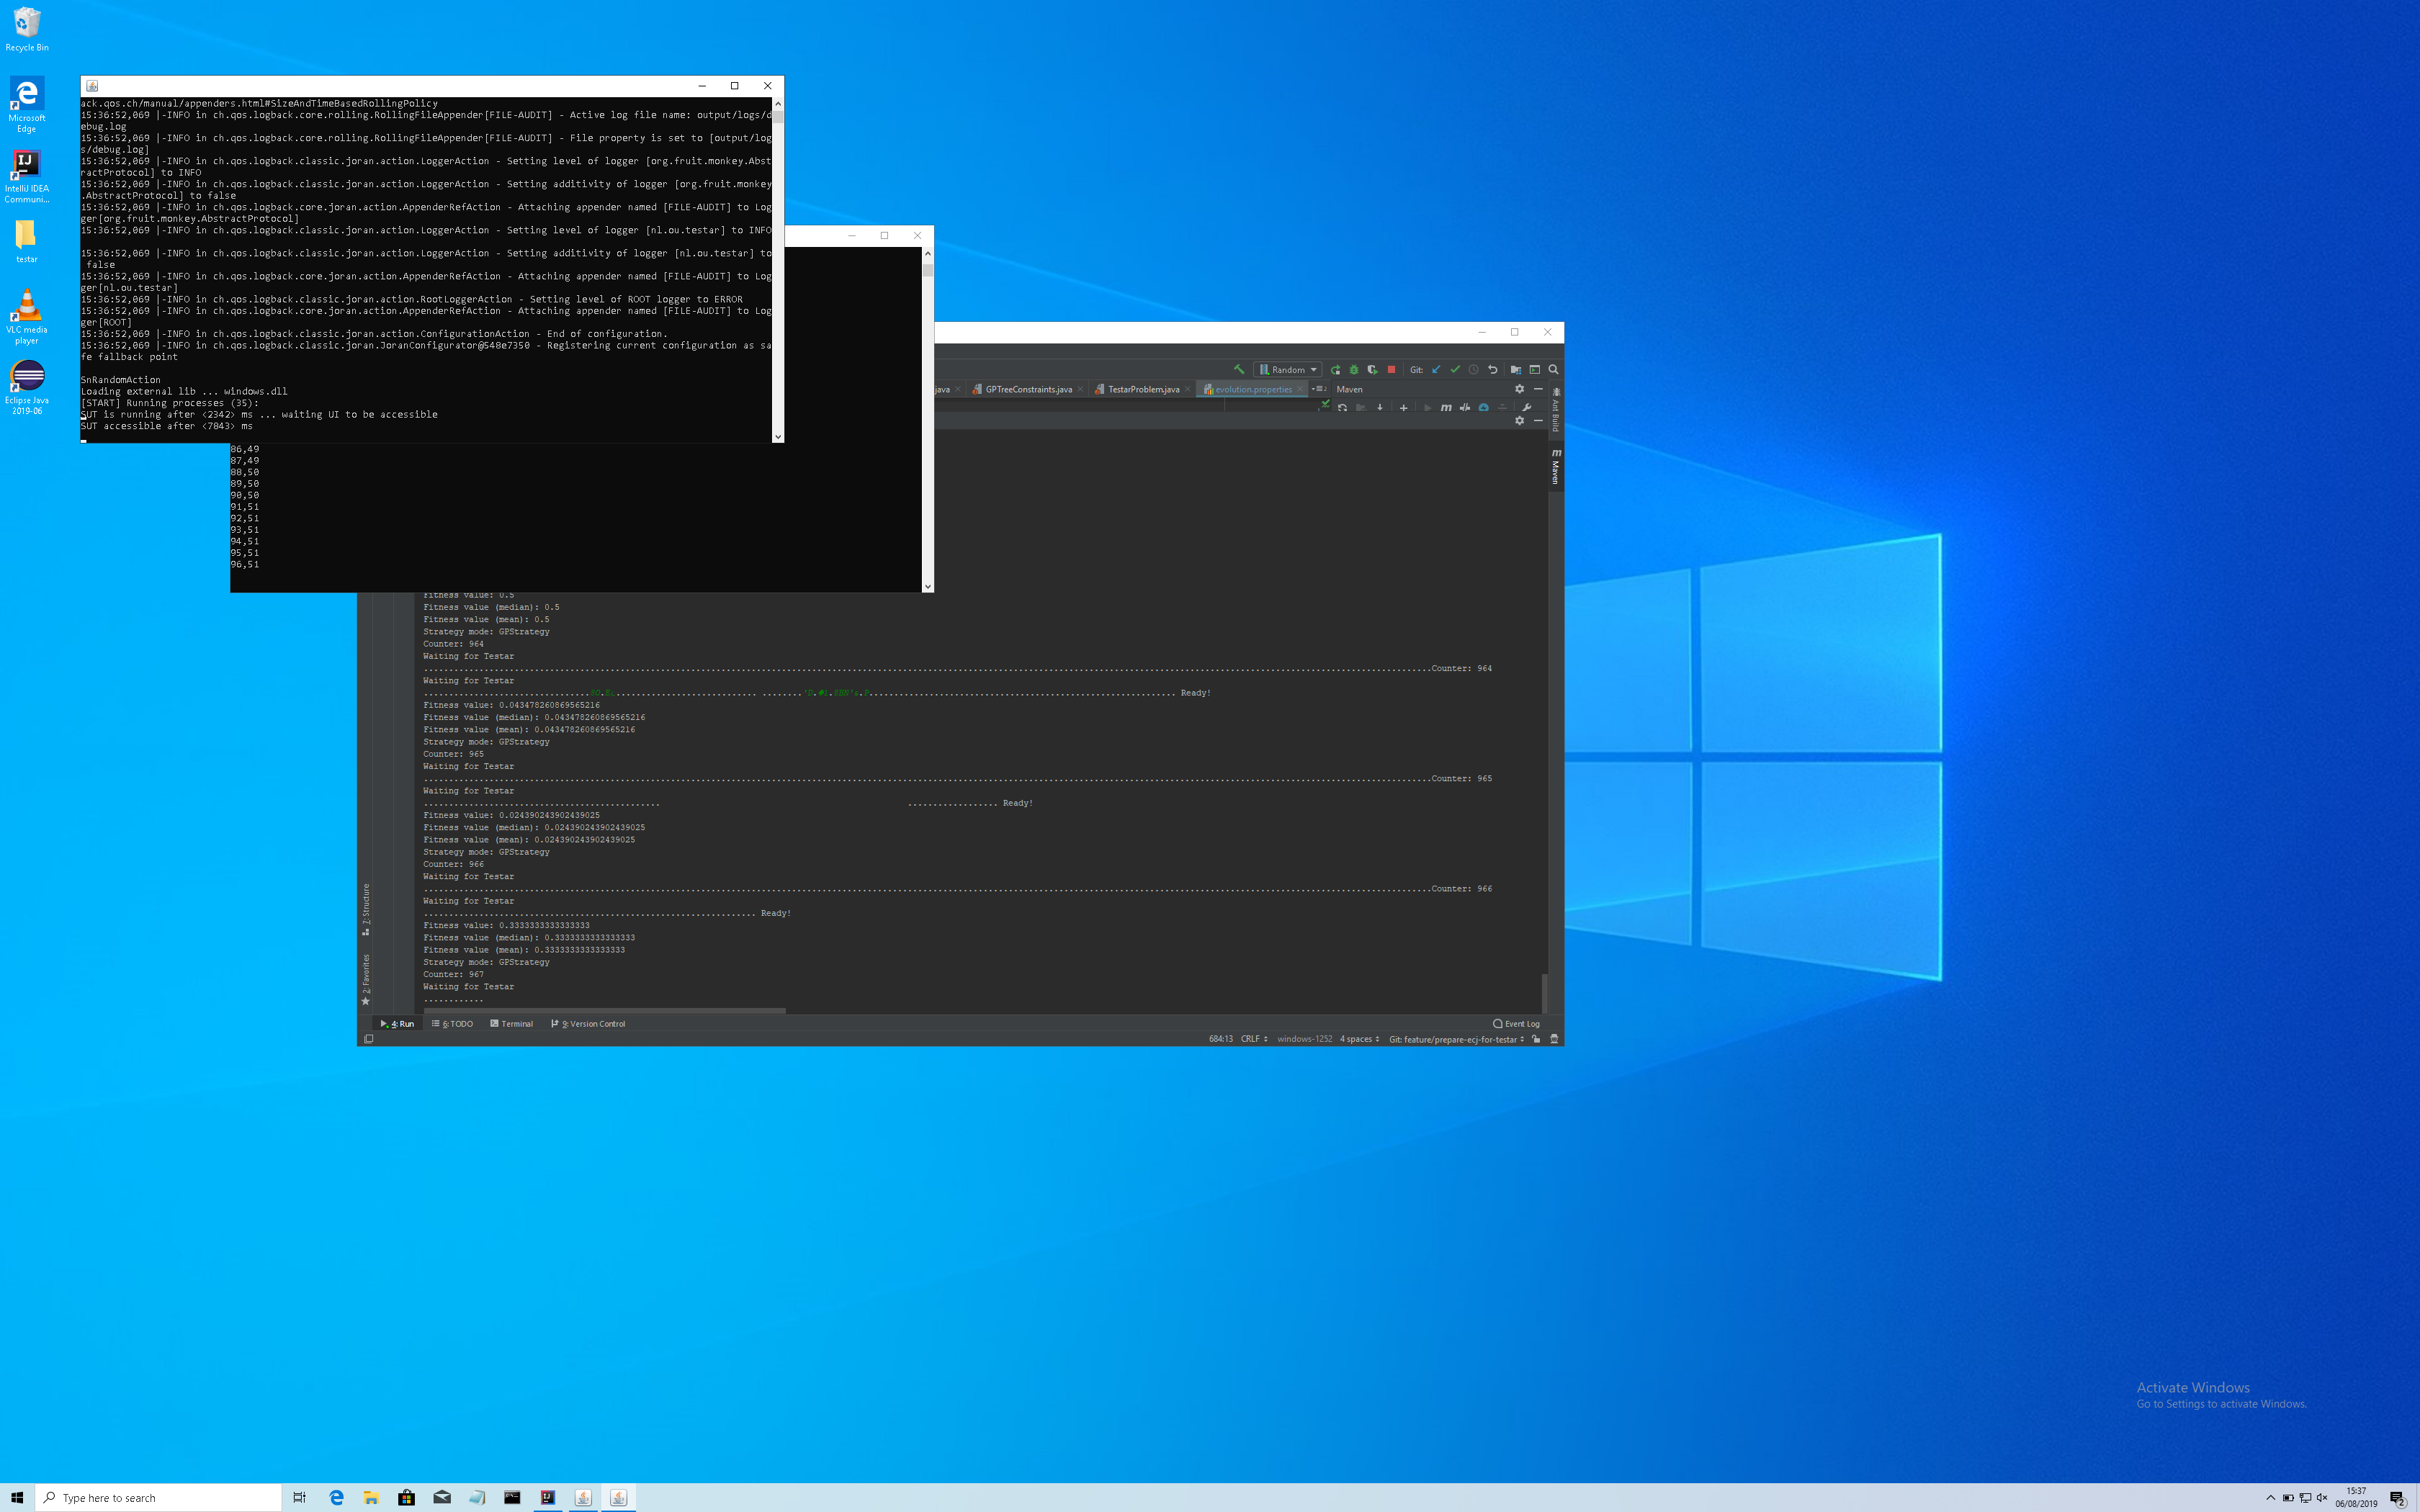 Recycle Bin
Microsoft
Edge
IntelliJ IDEA
Communi...
testar
VLC media
player
Eclipse Java
2019-06
ack.qos.ch/manual/appenders.html#SizeAndTimeBasedRollingPolicy
15:36:52,069 |-INFO in ch.qos.logback.core.rolling.RollingFileAppender[FILE-AUDIT] - Active log file name: output/logs/d
ebug.log
15:36:52,069 |-INFO in ch.qos.logback.core.rolling.RollingFileAppender[FILE-AUDIT] - File property is set to [output/log
s/debug.log]
15:36:52,069 |-INFO in ch.qos.logback.classic.joran.action.LoggerAction - Setting level of logger [org.fruit.monkey.Abst
ractProtocol] to INFO
15:36:52,069 |-INFO in ch.qos.logback.classic.joran.action.LoggerAction - Setting additivity of logger [org.fruit.monkey
.AbstractProtocol] to false
15:36:52,069 |-INFO in ch.qos.logback.core.joran.action.AppenderRefAction - Attaching appender named [FILE-AUDIT] to Log
ger[org.fruit.monkey.AbstractProtocol]
15:36:52,069 |-INFO in ch.qos.logback.classic.joran.action.LoggerAction - Setting level of logger [nl.ou.testar] to INFO
15:36:52,069 |-INFO in ch.qos.logback.classic.joran.action.LoggerAction - Setting additivity of logger [nl.ou.testar] to
false
15:36:52,069 |-INFO in ch.qos.logback.core.joran.action.AppenderRefAction - Attaching appender named [FILE-AUDIT] to Log
ger[nl.ou.testar]
15:36:52,069 |-INFO in ch.qos.logback.classic.joran.action.RootLoggerAction - Setting level of ROOT logger to ERROR
15:36:52,069 |-INFO in ch.qos.logback.core.joran.action.AppenderRefAction - Attaching appender named [FILE-AUDIT] to Log
ger[ROOT]
15:36:52,069 |-INFO in ch.qos.logback.classic.joran.action.ConfigurationAction - End of configuration.
15:36:52,069 |-INFO in ch.qos.logback.classic.joran.JoranConfigurator@548e7350 - Registering current configuration as sa
fe fallback point
SnRandomAction
Loading external lib ... windows.dll
[START] Running processes (35):
SUT is running after <2342> ms ... waiting UI to be accessible
SUT accessible after <7843> ms
86,49
87,49
88,50
89,50
90,50
91,51
92,51
93,51
94,51
95,51
96,51
Random
Git:
java
GPTreeConstraints.java
TestarProblem.java
evolution.properties
Maven
Ant Build
Maven
Fitness value: 0.5
Fitness value (median): 0.5
Fitness value (mean): 0.5
Strategy mode: GPStrategy
Counter: 964
Waiting for Testar
Counter: 964
Waiting for Testar
Ready!
Fitness value: 0.043478260869565216
Fitness value (median): 0.043478260869565216
Fitness value (mean): 0.043478260869565216
Strategy mode: GPStrategy
Counter: 965
Waiting for Testar
Counter: 965
Waiting for Testar
Ready!
Fitness value: 0.024390243902439025
Fitness value (median): 0.024390243902439025
Fitness value (mean): 0.024390243902439025
Strategy mode: GPStrategy
Counter: 966
Waiting for Testar
Counter: 966
Waiting for Testar
Ready!
Fitness value: 0.3333333333333333
Fitness value (median): 0.3333333333333333
Fitness value (mean): 0.3333333333333333
Strategy mode: GPStrategy
Counter: 967
Waiting for Testar
............
7: Structure
2: Favorites
4: Run
6: TODO
Terminal
9: Version Control
Event Log
684:13 CRLF windows-1252 4 spaces Git: feature/prepare-ecj-for-testar
Activate Windows
Go to Settings to activate Windows.
Type here to search
15:37
06/08/2019
2